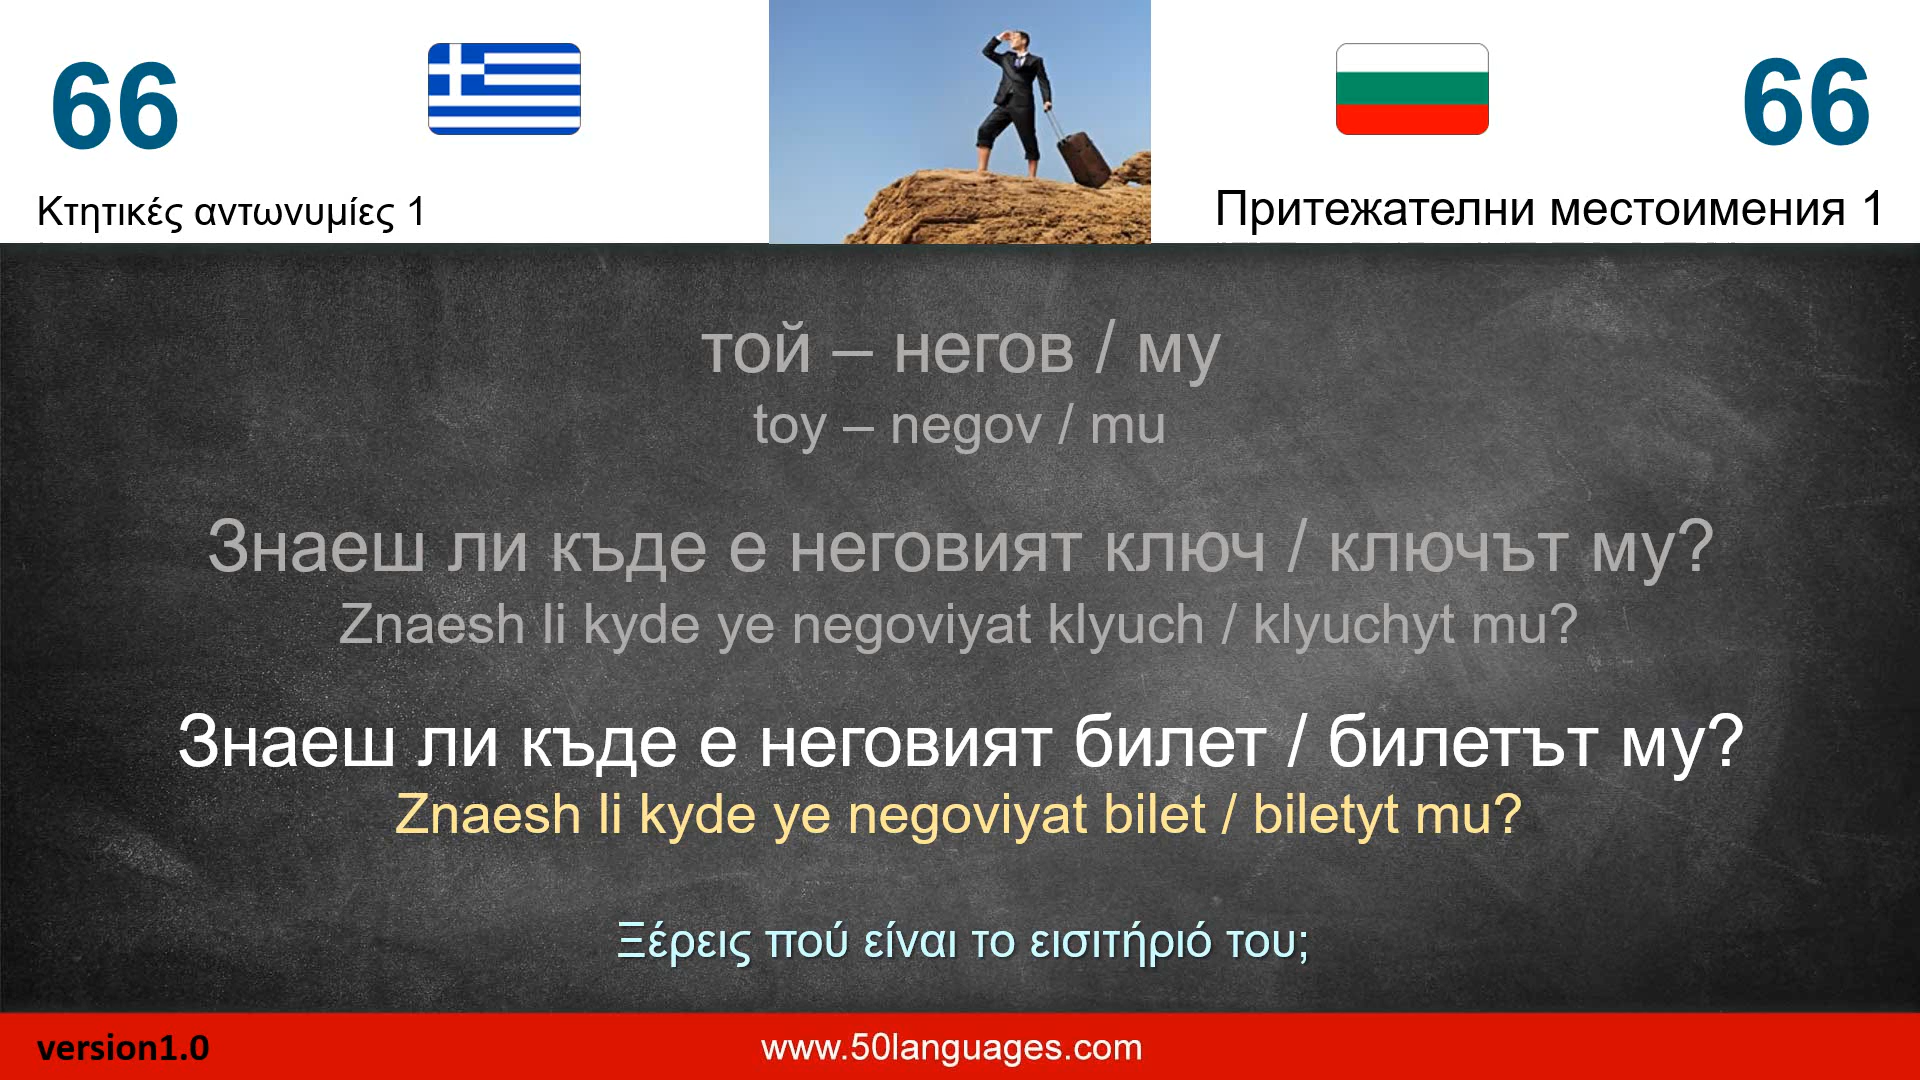 66
66
Κτητικές αντωνυμίες 1
Притежателни местоимения 1
той – негов / му
toy – negov / mu
Знаеш ли къде е неговият ключ / ключът му?
Znaesh li kyde ye negoviyat klyuch / klyuchyt mu?
Знаеш ли къде е неговият билет / билетът му?
Znaesh li kyde ye negoviyat bilet / biletyt mu?
Ξέρεις πού είναι το εισιτήριό του;
version1.0
www.50languages.com